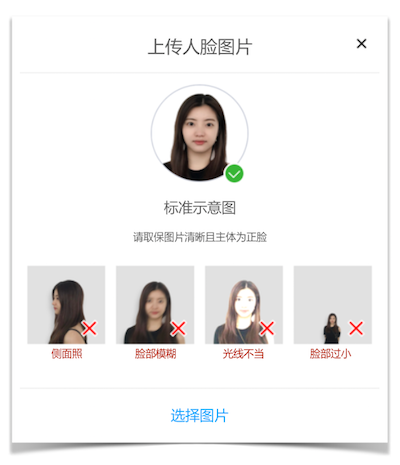 上传人脸图片
标准示意图
请取保图片清晰且主体为正脸
侧面照
脸部模糊
光线不当
脸部过小
选择图片